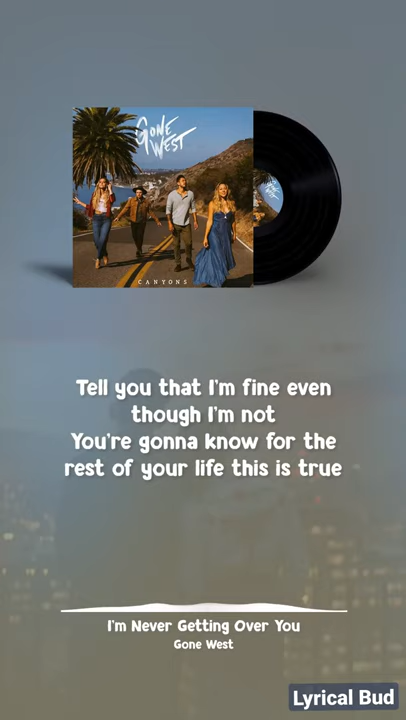 GONE
WEST
CANYONS
Tell you that I'm fine even
though I'm not
You're gonna know for the
rest of your life this is true
I'm Never Getting Over You
Gone West
Lyrical Bud